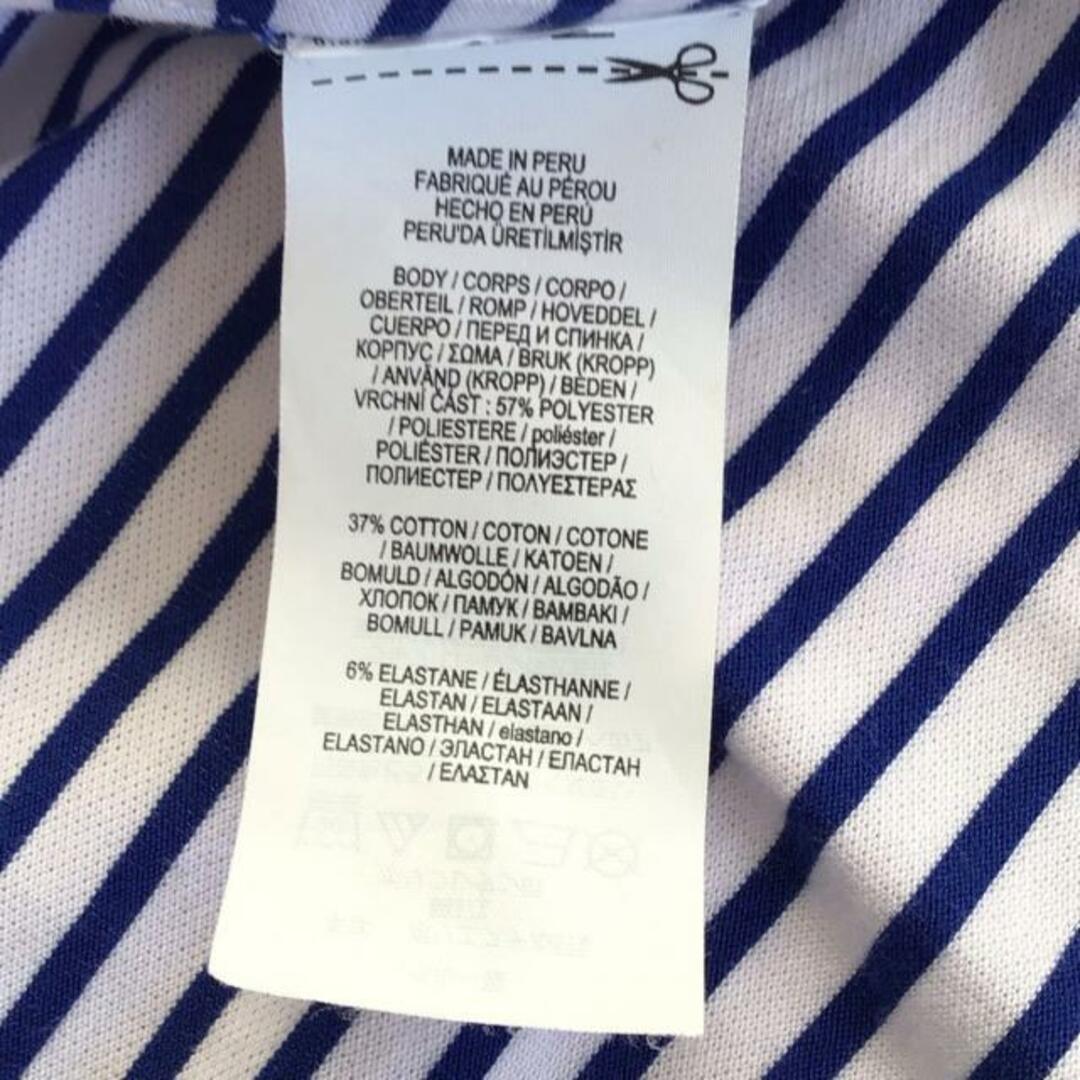 MADE IN PERU
FABRIQUÉ AU PÉROU
HECHO EN PERÚ
PERU'DA ÜRETİLMİŞTİR
BODY / CORPS / CORPO /
OBERTEIL / ROMP / HOVEDDEL /
CUERPO / ПЕРЕД И СПИНКА /
КОРПУС / ΣΩΜΑ / BRUK (KROPP)
/ ANVÄND (KROPP) / BEDEN /
VRCHNÍ ČÁST : 57% POLYESTER
/ POLIESTERE / poliéster /
POLIÉSTER / ПОЛИЭСТЕР /
ПОЛИЕСТЕР / ΠΟΛΥΕΣΤΕΡΑΣ
37% COTTON / COTON / COTONE
/ BAUMWOLLE / KATOEN /
BOMULD / ALGODÓN / ALGODÃO /
ХЛОПОК / ПАМУК / BAMBAKI /
BOMULL / PAMUK / BAVLNA
6% ELASTANE / ÉLASTHANNE /
ELASTAN / ELASTAAN /
ELASTHAN / elastano /
ELASTANO / ЭЛАСТАН / ЕЛАСТАН
/ ΕΛΑΣΤΑΝ